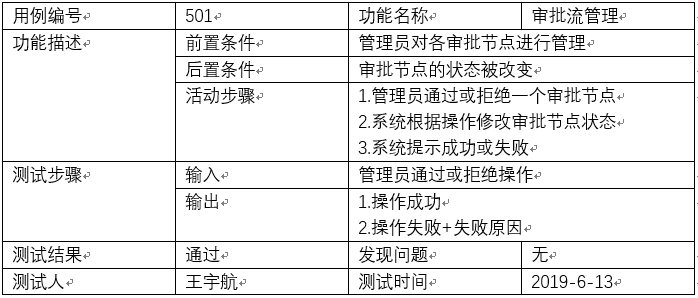 用例编号 501 功能名称 审批流管理
功能描述 前置条件 管理员对各审批节点进行管理
后置条件 审批节点的状态被改变
活动步骤 1.管理员通过或拒绝一个审批节点
2.系统根据操作修改审批节点状态
3.系统提示成功或失败
测试步骤 输入 管理员通过或拒绝操作
输出 1.操作成功
2.操作失败+失败原因
测试结果 通过 发现问题 无
测试人 王宇航 测试时间 2019-6-13